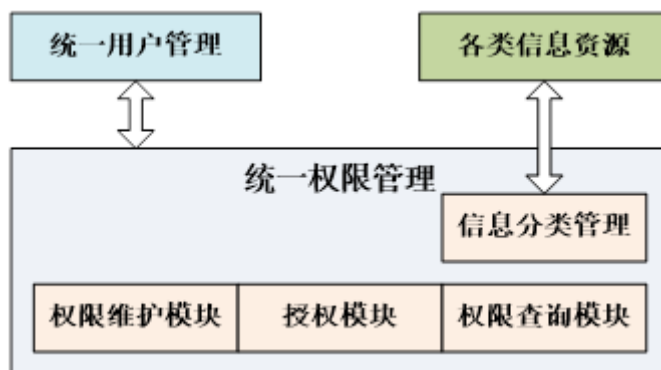 统一用户管理
各类信息资源
统一权限管理
信息分类管理
权限维护模块
授权模块
权限查询模块